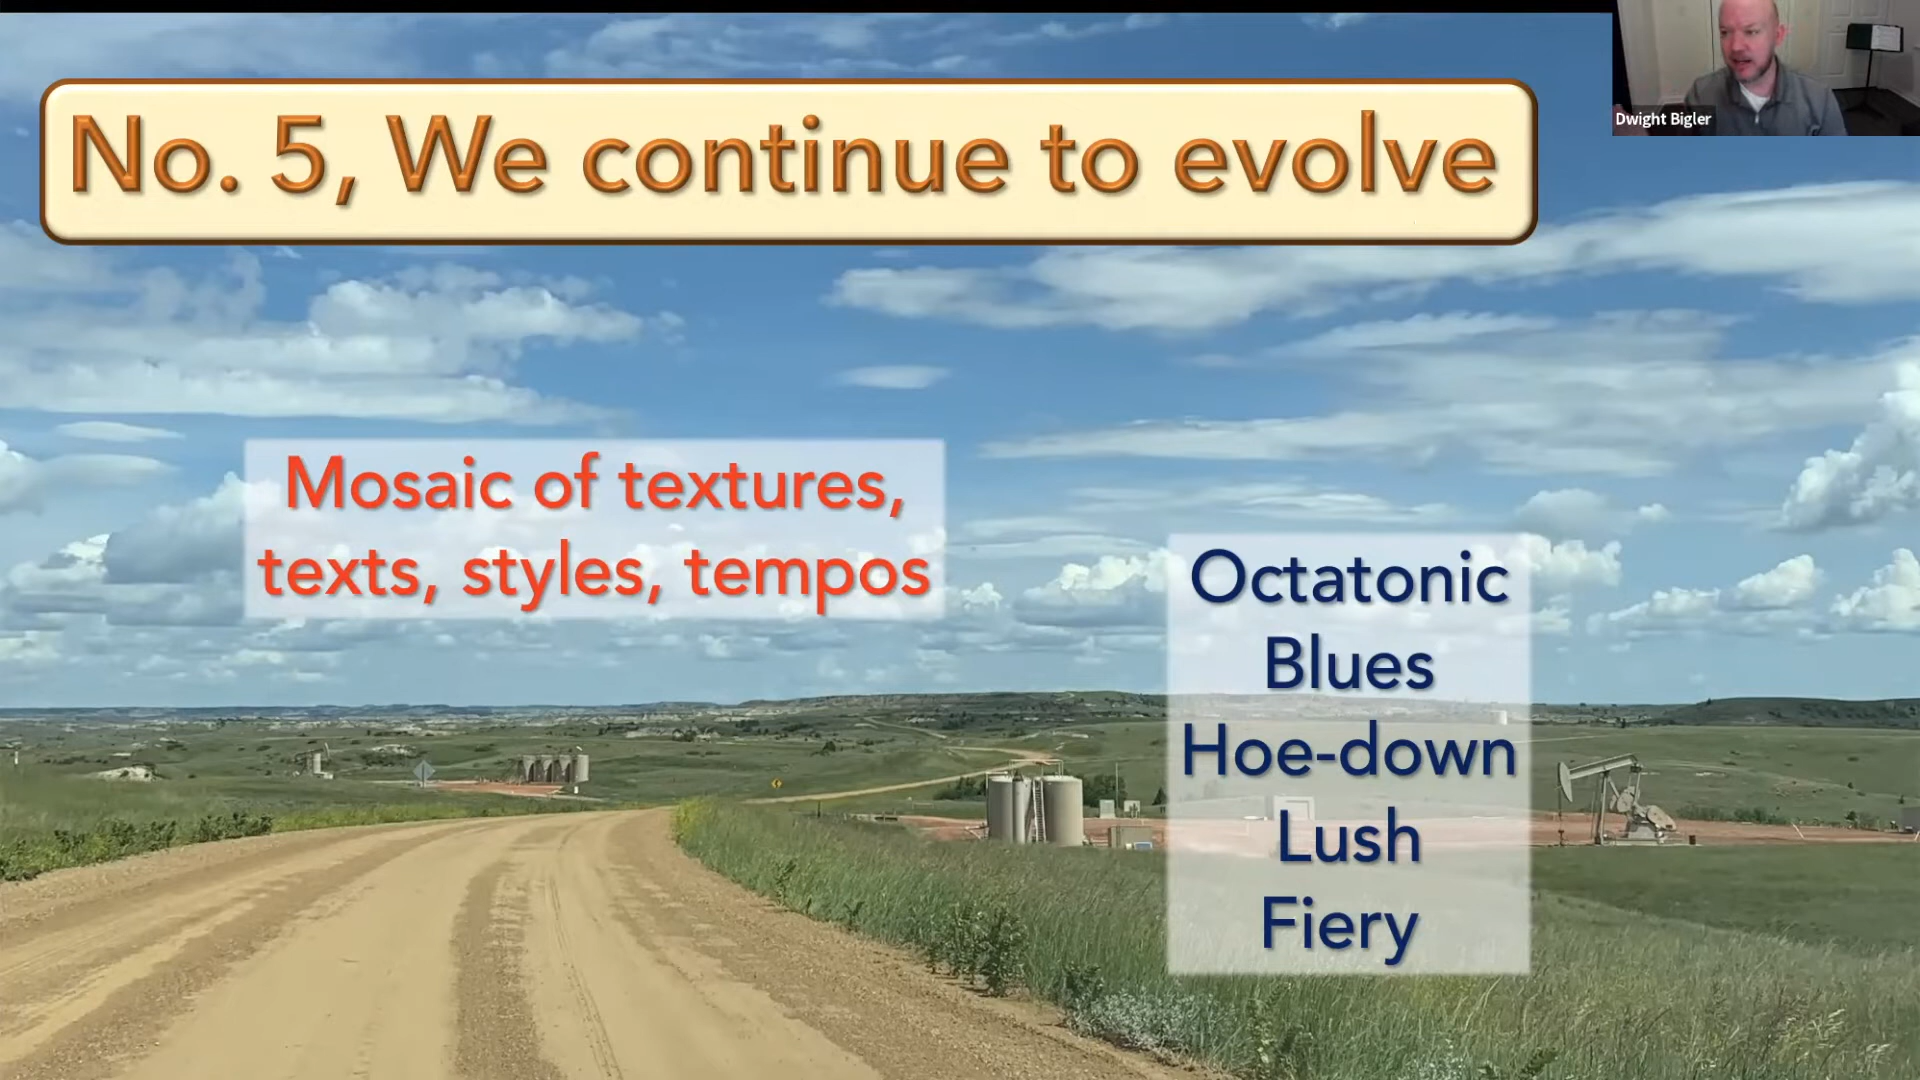 No. 5, We continue to evolve
Dwight Bigler
Mosaic of textures,
texts, styles, tempos
Octatonic
Blues
Hoe-down
Lush
Fiery